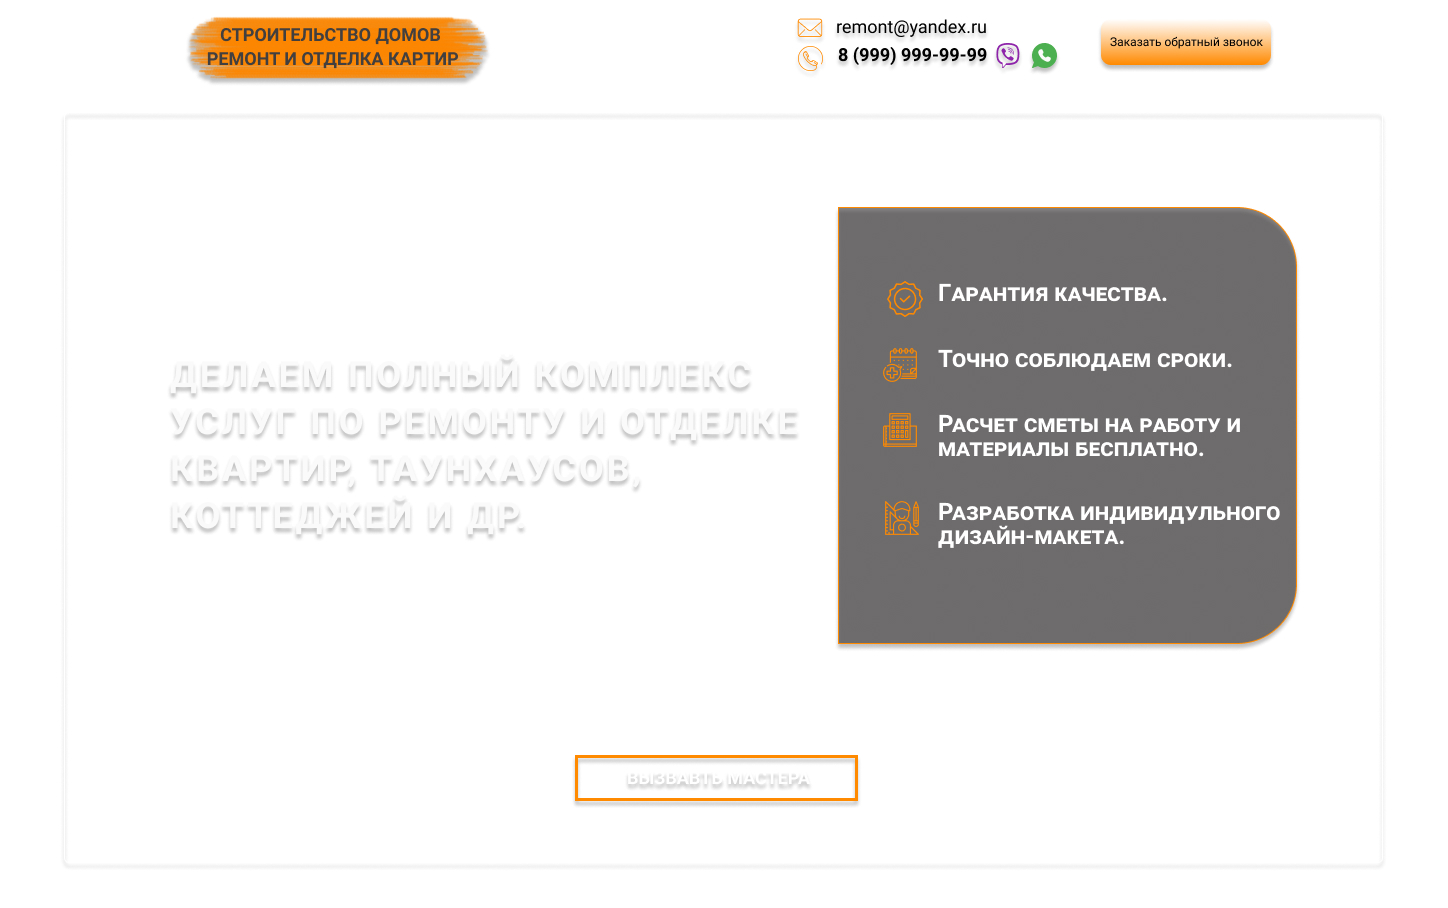 СТРОИТЕЛЬСТВО ДОМОВ
РЕМОНТ И ОТДЕЛКА КАРТИР
remont@yandex.ru
8 (999) 999-99-99
Заказать обратный звонок
ДЕЛАЕМ ПОЛНЫЙ КОМПЛЕКС
УСЛУГ ПО РЕМОНТУ И ОТДЕЛКЕ
КВАРТИР, ТАУНХАУСОВ,
КОТТЕДЖЕЙ И ДР.
Гарантия качества.
Точно соблюдаем сроки.
Расчет сметы на работу и
материалы бесплатно.
Разработка индивидульного
дизайн-макета.
ВЫЗВАВТЬ МАСТЕРА